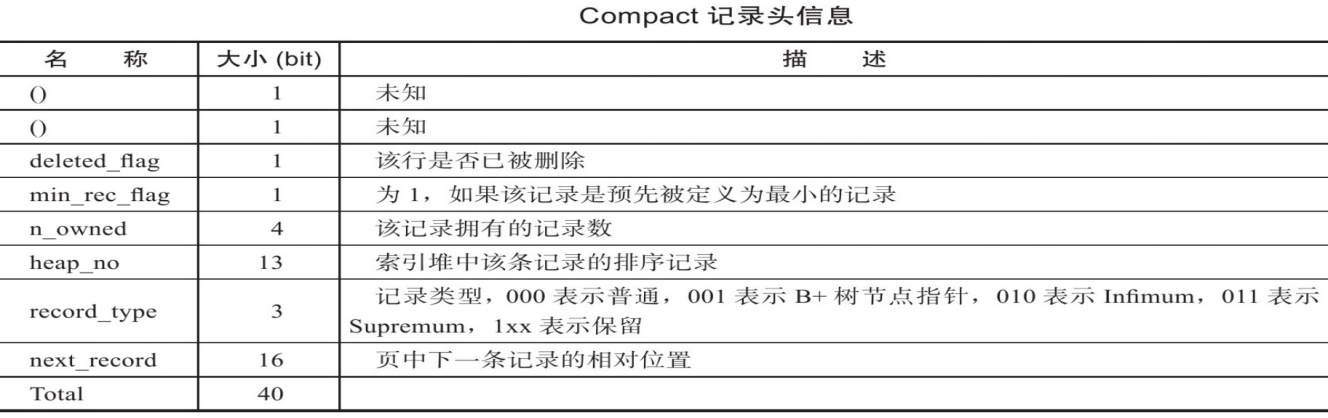 Compact 记录头信息
名 称 大小 (bit) 描 述
() 1 未知
() 1 未知
deleted_flag 1 该行是否已被删除
min_rec_flag 1 为 1，如果该记录是预先被定义为最小的记录
n_owned 4 该记录拥有的记录数
heap_no 13 索引堆中该条记录的排序记录
record_type 3 记录类型，000 表示普通，001 表示 B+ 树节点指针，010 表示 Infimum，011 表示
Supremum，1xx 表示保留
next_record 16 页中下一条记录的相对位置
Total 40